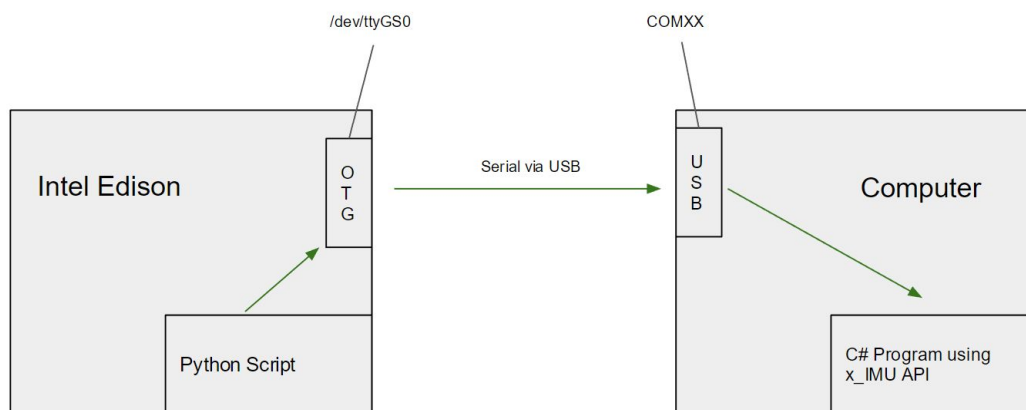 /dev/ttyGS0
COMXX
Intel Edison
O
T
G
Serial via USB
U
S
B
Computer
Python Script
C# Program using
x_IMU API